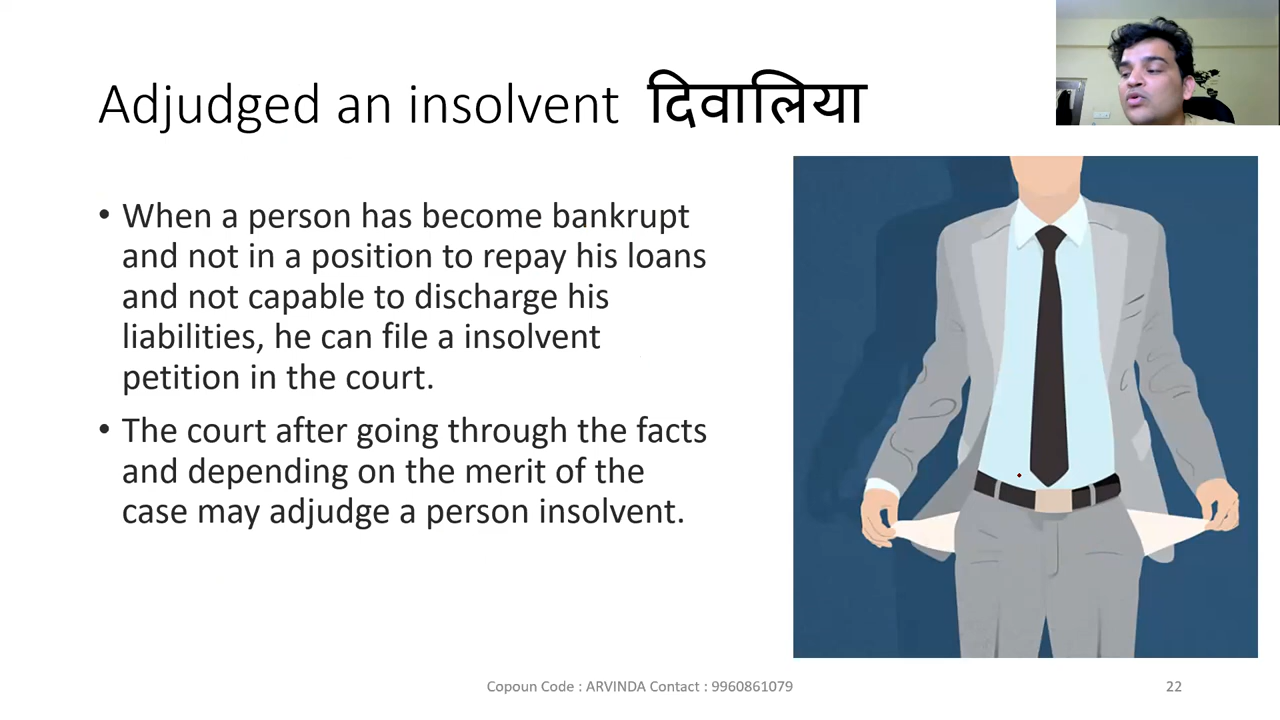 Adjudged an insolvent दिवालिया
• When a person has become bankrupt
and not in a position to repay his loans
and not capable to discharge his
liabilities, he can file a insolvent
petition in the court.
• The court after going through the facts
and depending on the merit of the
case may adjudge a person insolvent.
Copoun Code : ARVINDA Contact : 9960861079
22